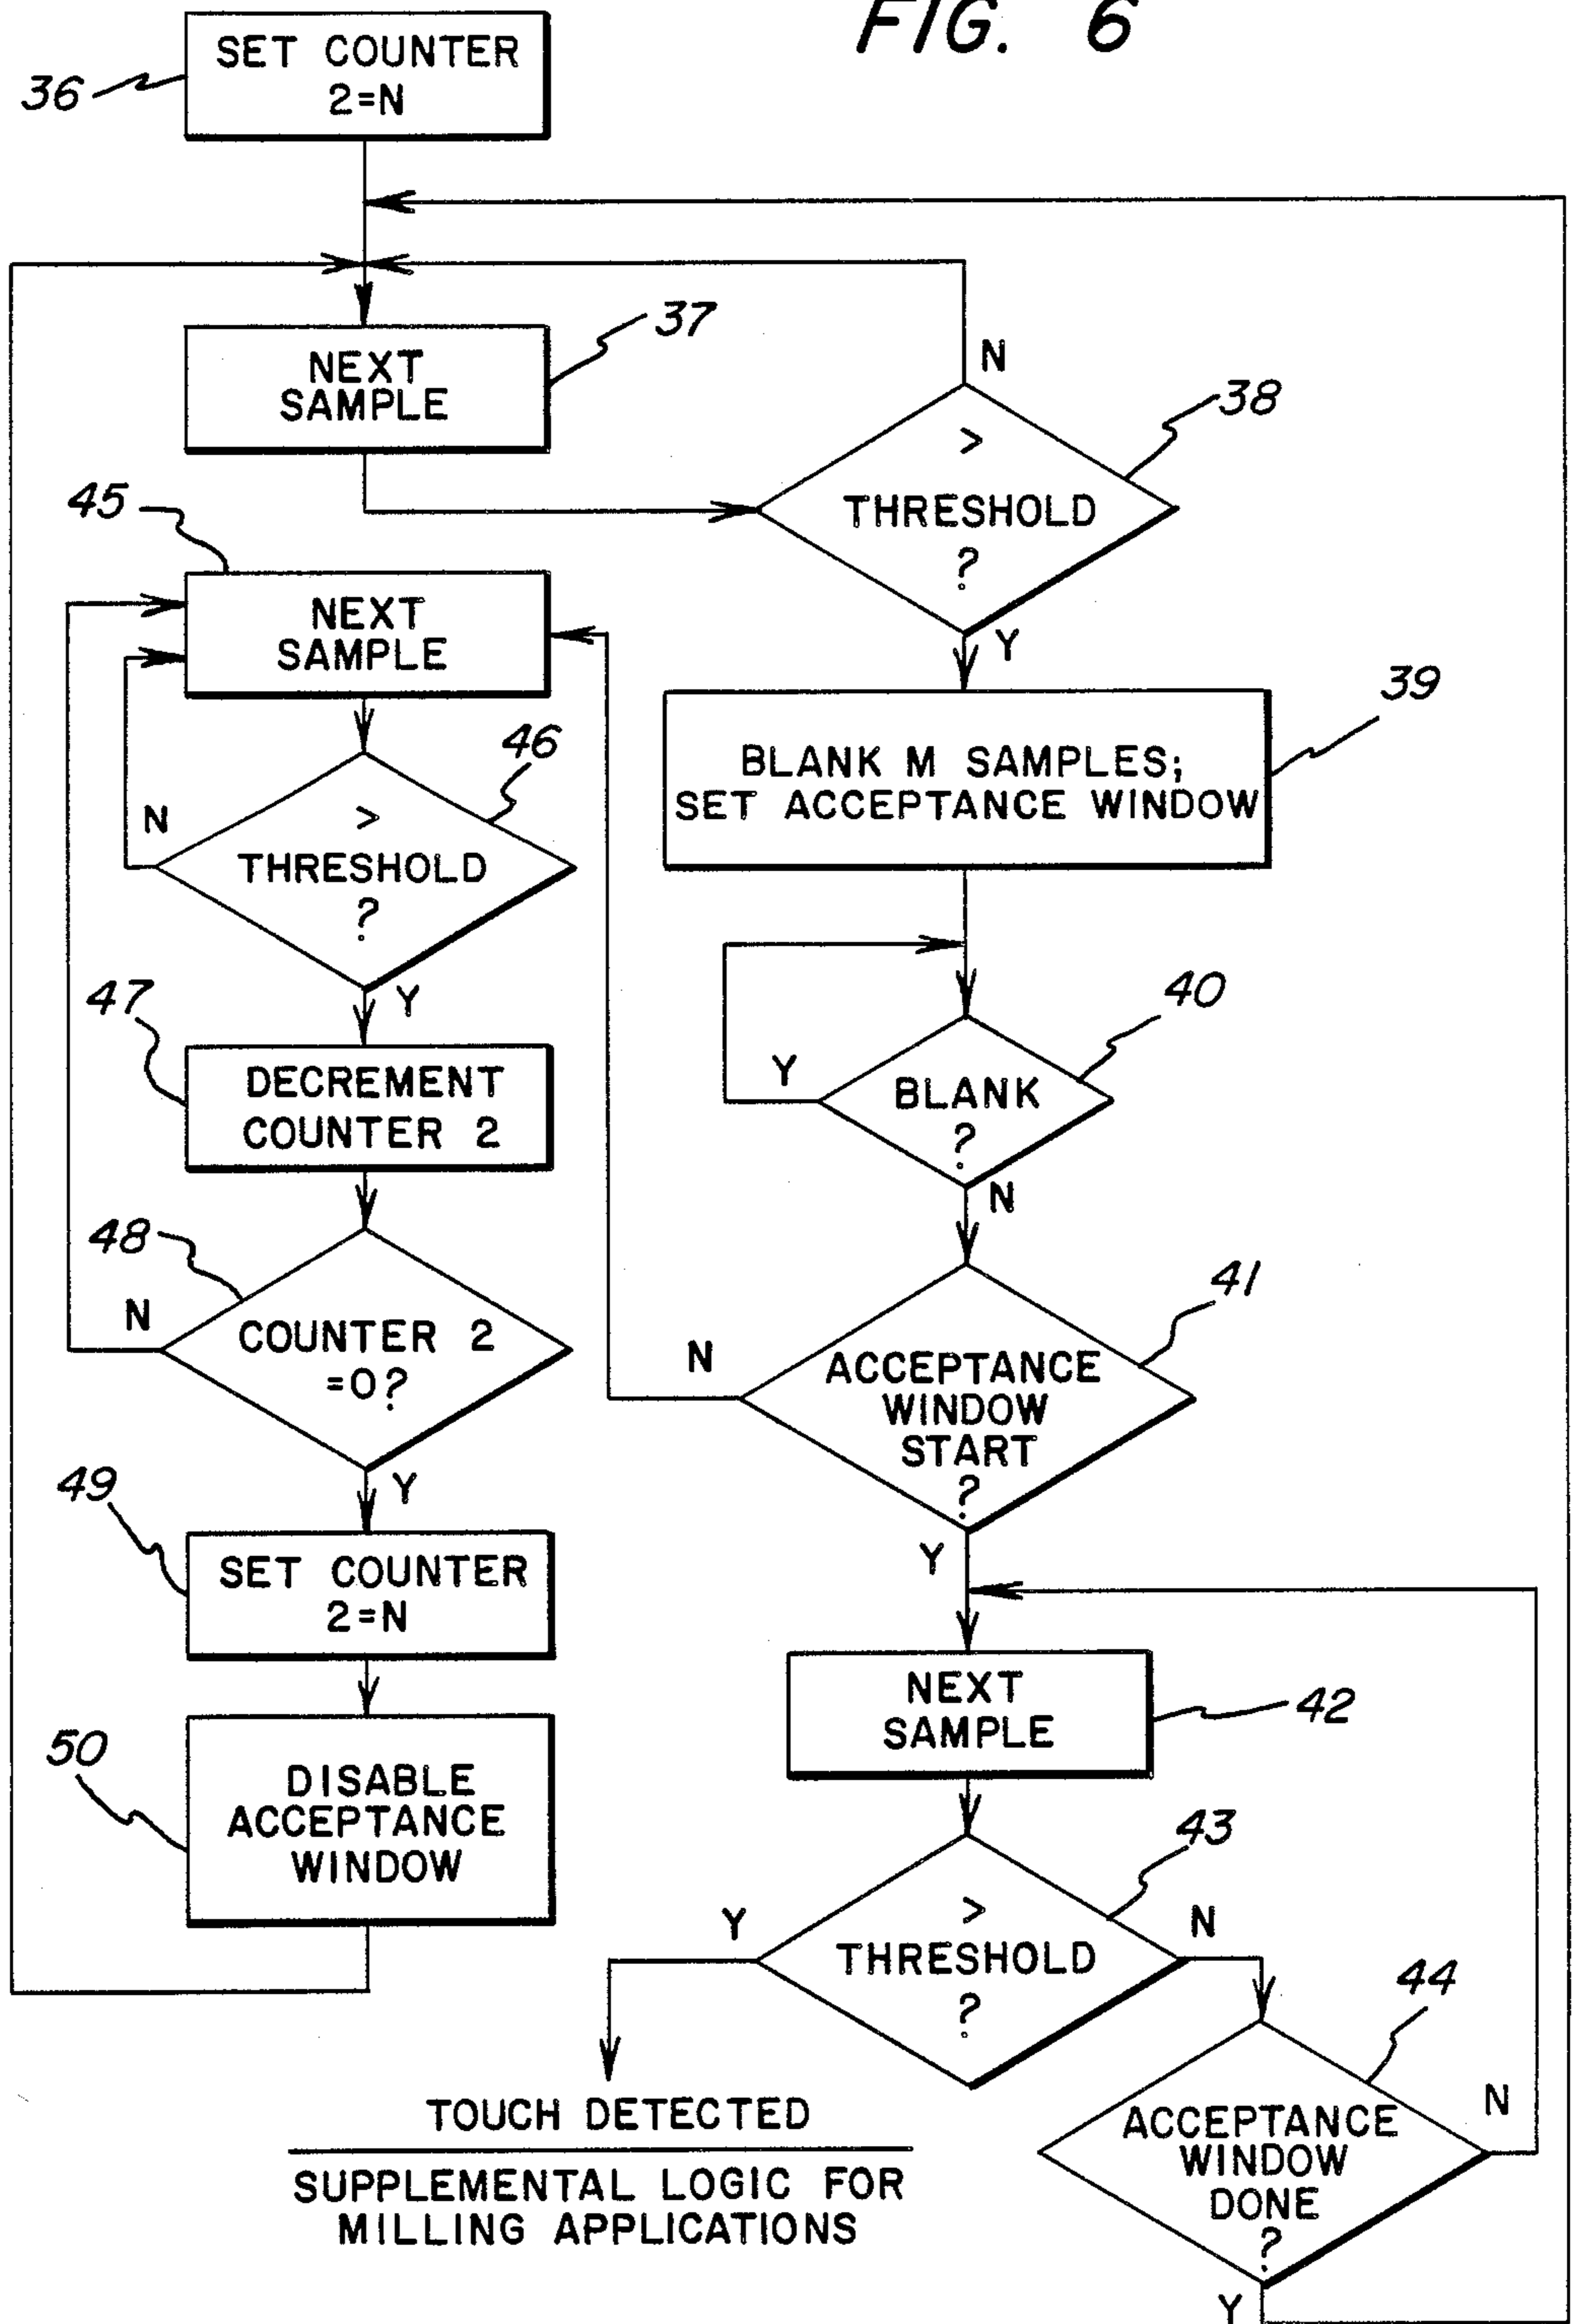 FIG. 6
SET COUNTER
2=N
36
NEXT
SAMPLE
37
N
>
THRESHOLD
?
38
Y
45
NEXT
SAMPLE
46
>
THRESHOLD
?
N
Y
BLANK M SAMPLES;
SET ACCEPTANCE WINDOW
39
47
DECREMENT
COUNTER 2
BLANK
?
40
Y
N
48
COUNTER 2
=0?
N
Y
ACCEPTANCE
WINDOW
START
?
41
N
Y
49
SET COUNTER
2=N
50
DISABLE
ACCEPTANCE
WINDOW
NEXT
SAMPLE
42
>
THRESHOLD
?
43
Y
N
44
ACCEPTANCE
WINDOW
DONE
?
N
Y
TOUCH DETECTED
SUPPLEMENTAL LOGIC FOR
MILLING APPLICATIONS